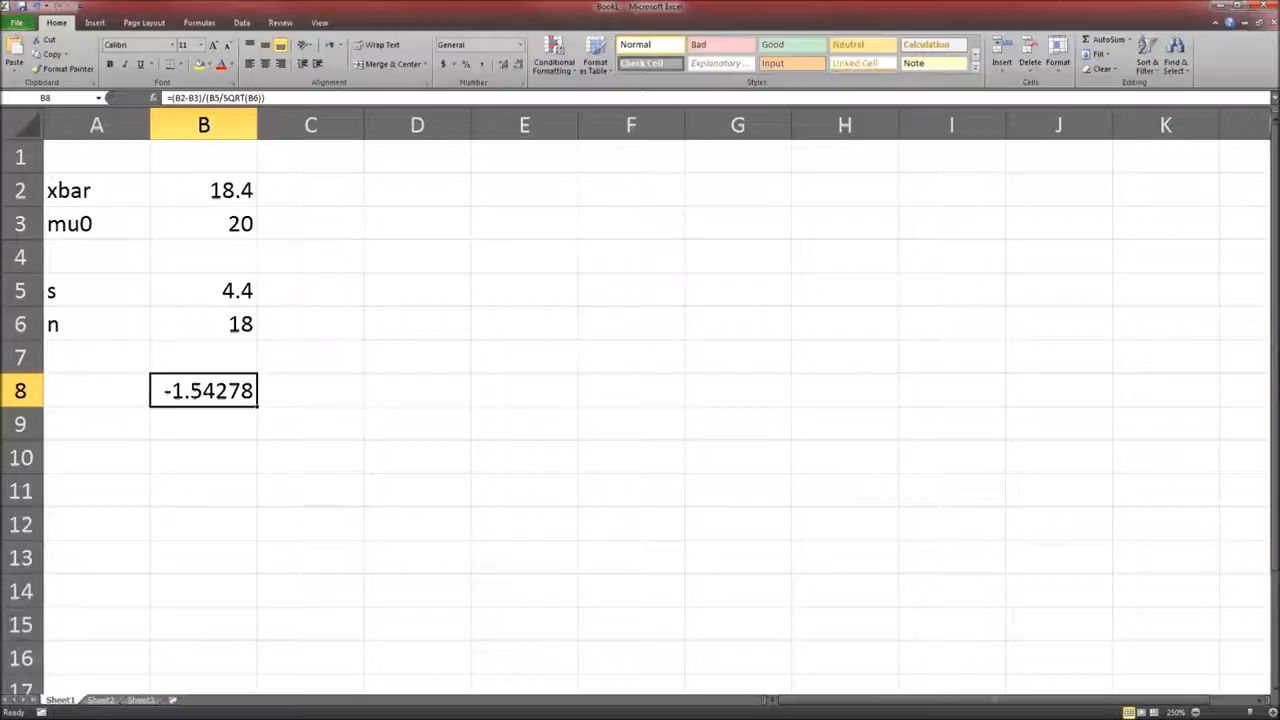 Book1 - Microsoft Excel
File Home Insert Page Layout Formulas Data Review View
Paste
Cut
Copy
Format Painter
Clipboard
Calibri 11
B I U
Font
Wrap Text
Merge & Center
Alignment
General
$ % ,
Number
Conditional Formatting
Format as Table
Normal Bad Good Neutral Calculation
Check Cell Explanatory ... Input Linked Cell Note
Styles
Insert Delete Format
Cells
Σ AutoSum
Fill
Clear
Sort & Filter
Find & Select
Editing
B8 fx =(B2-B3)/(B5/SQRT(B6))
A B C D E F G H I J K
1
2 xbar 18.4
3 mu0 20
4
5 s 4.4
6 n 18
7
8 -1.54278
9
10
11
12
13
14
15
16
17
Sheet1 Sheet2 Sheet3
Ready 250%